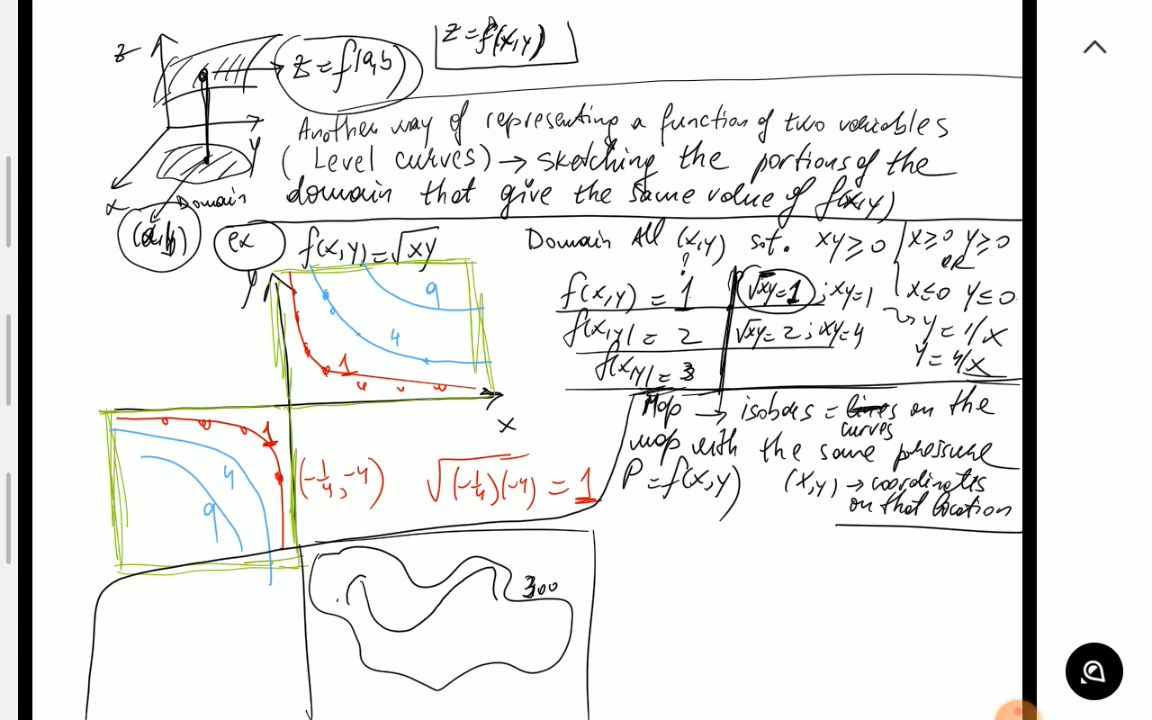 Z
Z = f(a,b)
Z = f(x,y)
Y
X
Domain
(a,b)
Another way of representing a function of two variables
(Level curves) → sketching the portions of the
domain that give the same value of f(x,y)
ex
f(x,y) = √xy
Domain All (x,y) s.t. xy ≥ 0
x ≥ 0 y ≥ 0
OR
x ≤ 0 y ≤ 0
?
f(x,y) = 1
√xy = 1 ; xy = 1
y = 1/x
f(x,y) = 2
√xy = 2 ; xy = 4
y = 4/x
f(x,y) = 3
y
9
4
1
x
1
4
9
(-1/4, -4)
√(-1/4)(-4) = 1
Map → isobars = lines on the
curves
map with the same pressure
P = f(x,y)
(x,y) → coordinates
on that location
300